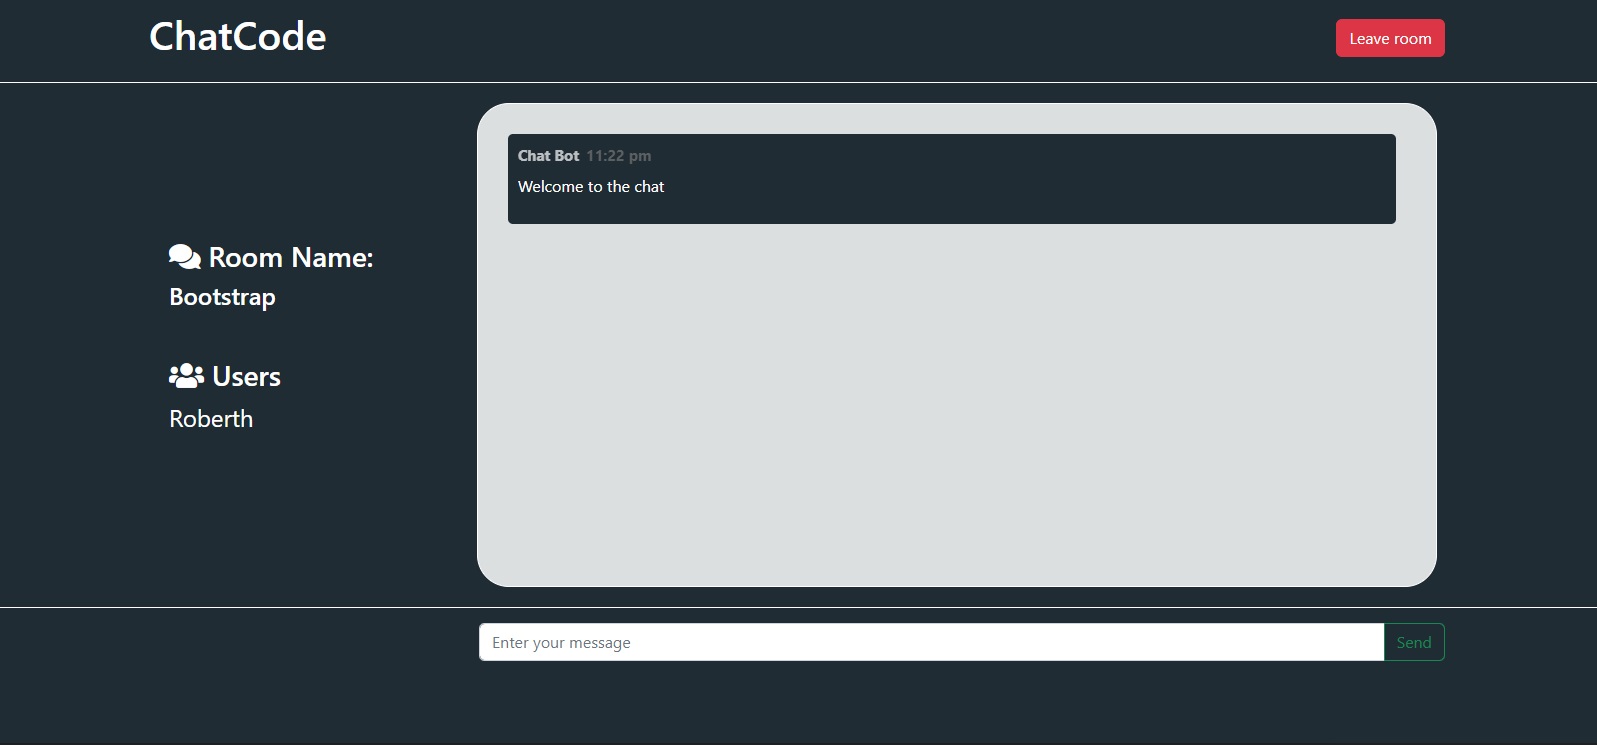 ChatCode
Leave room
Room Name:
Bootstrap
Users
Roberth
Chat Bot 11:22 pm
Welcome to the chat
Enter your message
Send